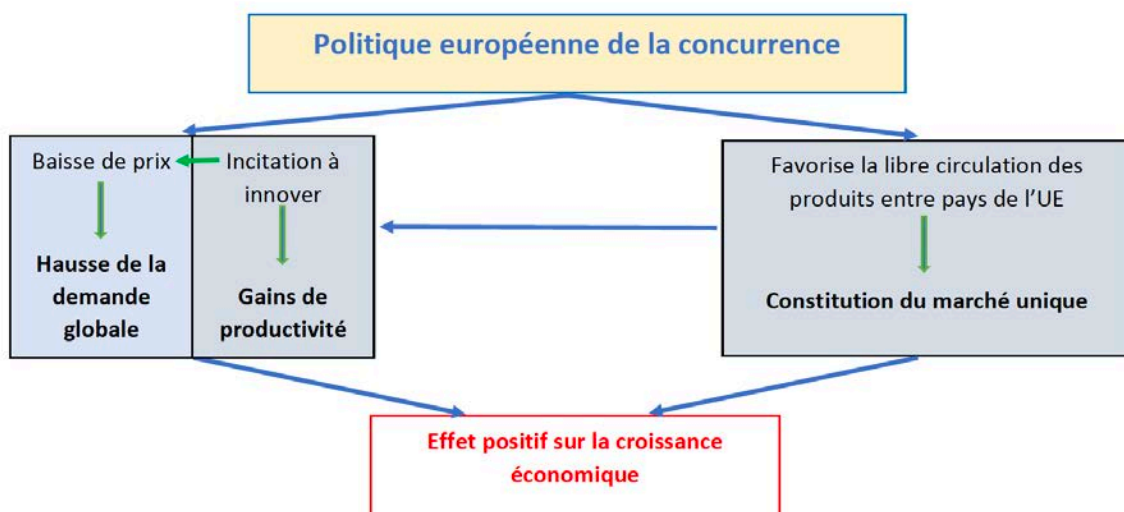 Politique européenne de la concurrence
Baisse de prix
Hausse de la
demande
globale
Incitation à
innover
Gains de
productivité
Favorise la libre circulation des
produits entre pays de l’UE
Constitution du marché unique
Effet positif sur la croissance
économique